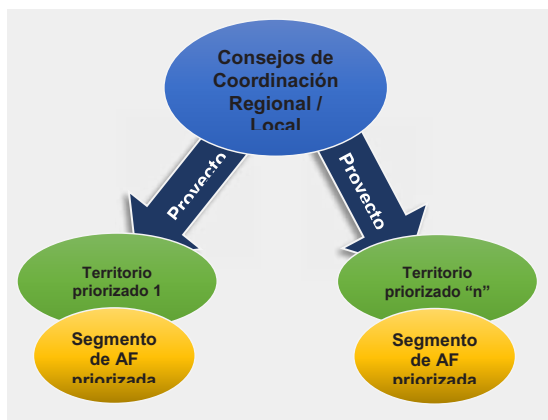 Consejos de
Coordinación
Regional /
Local
Proyecto
Proyecto
Territorio
priorizado 1
Territorio
priorizado “n”
Segmento
de AF
priorizada
Segmento
de AF
priorizada